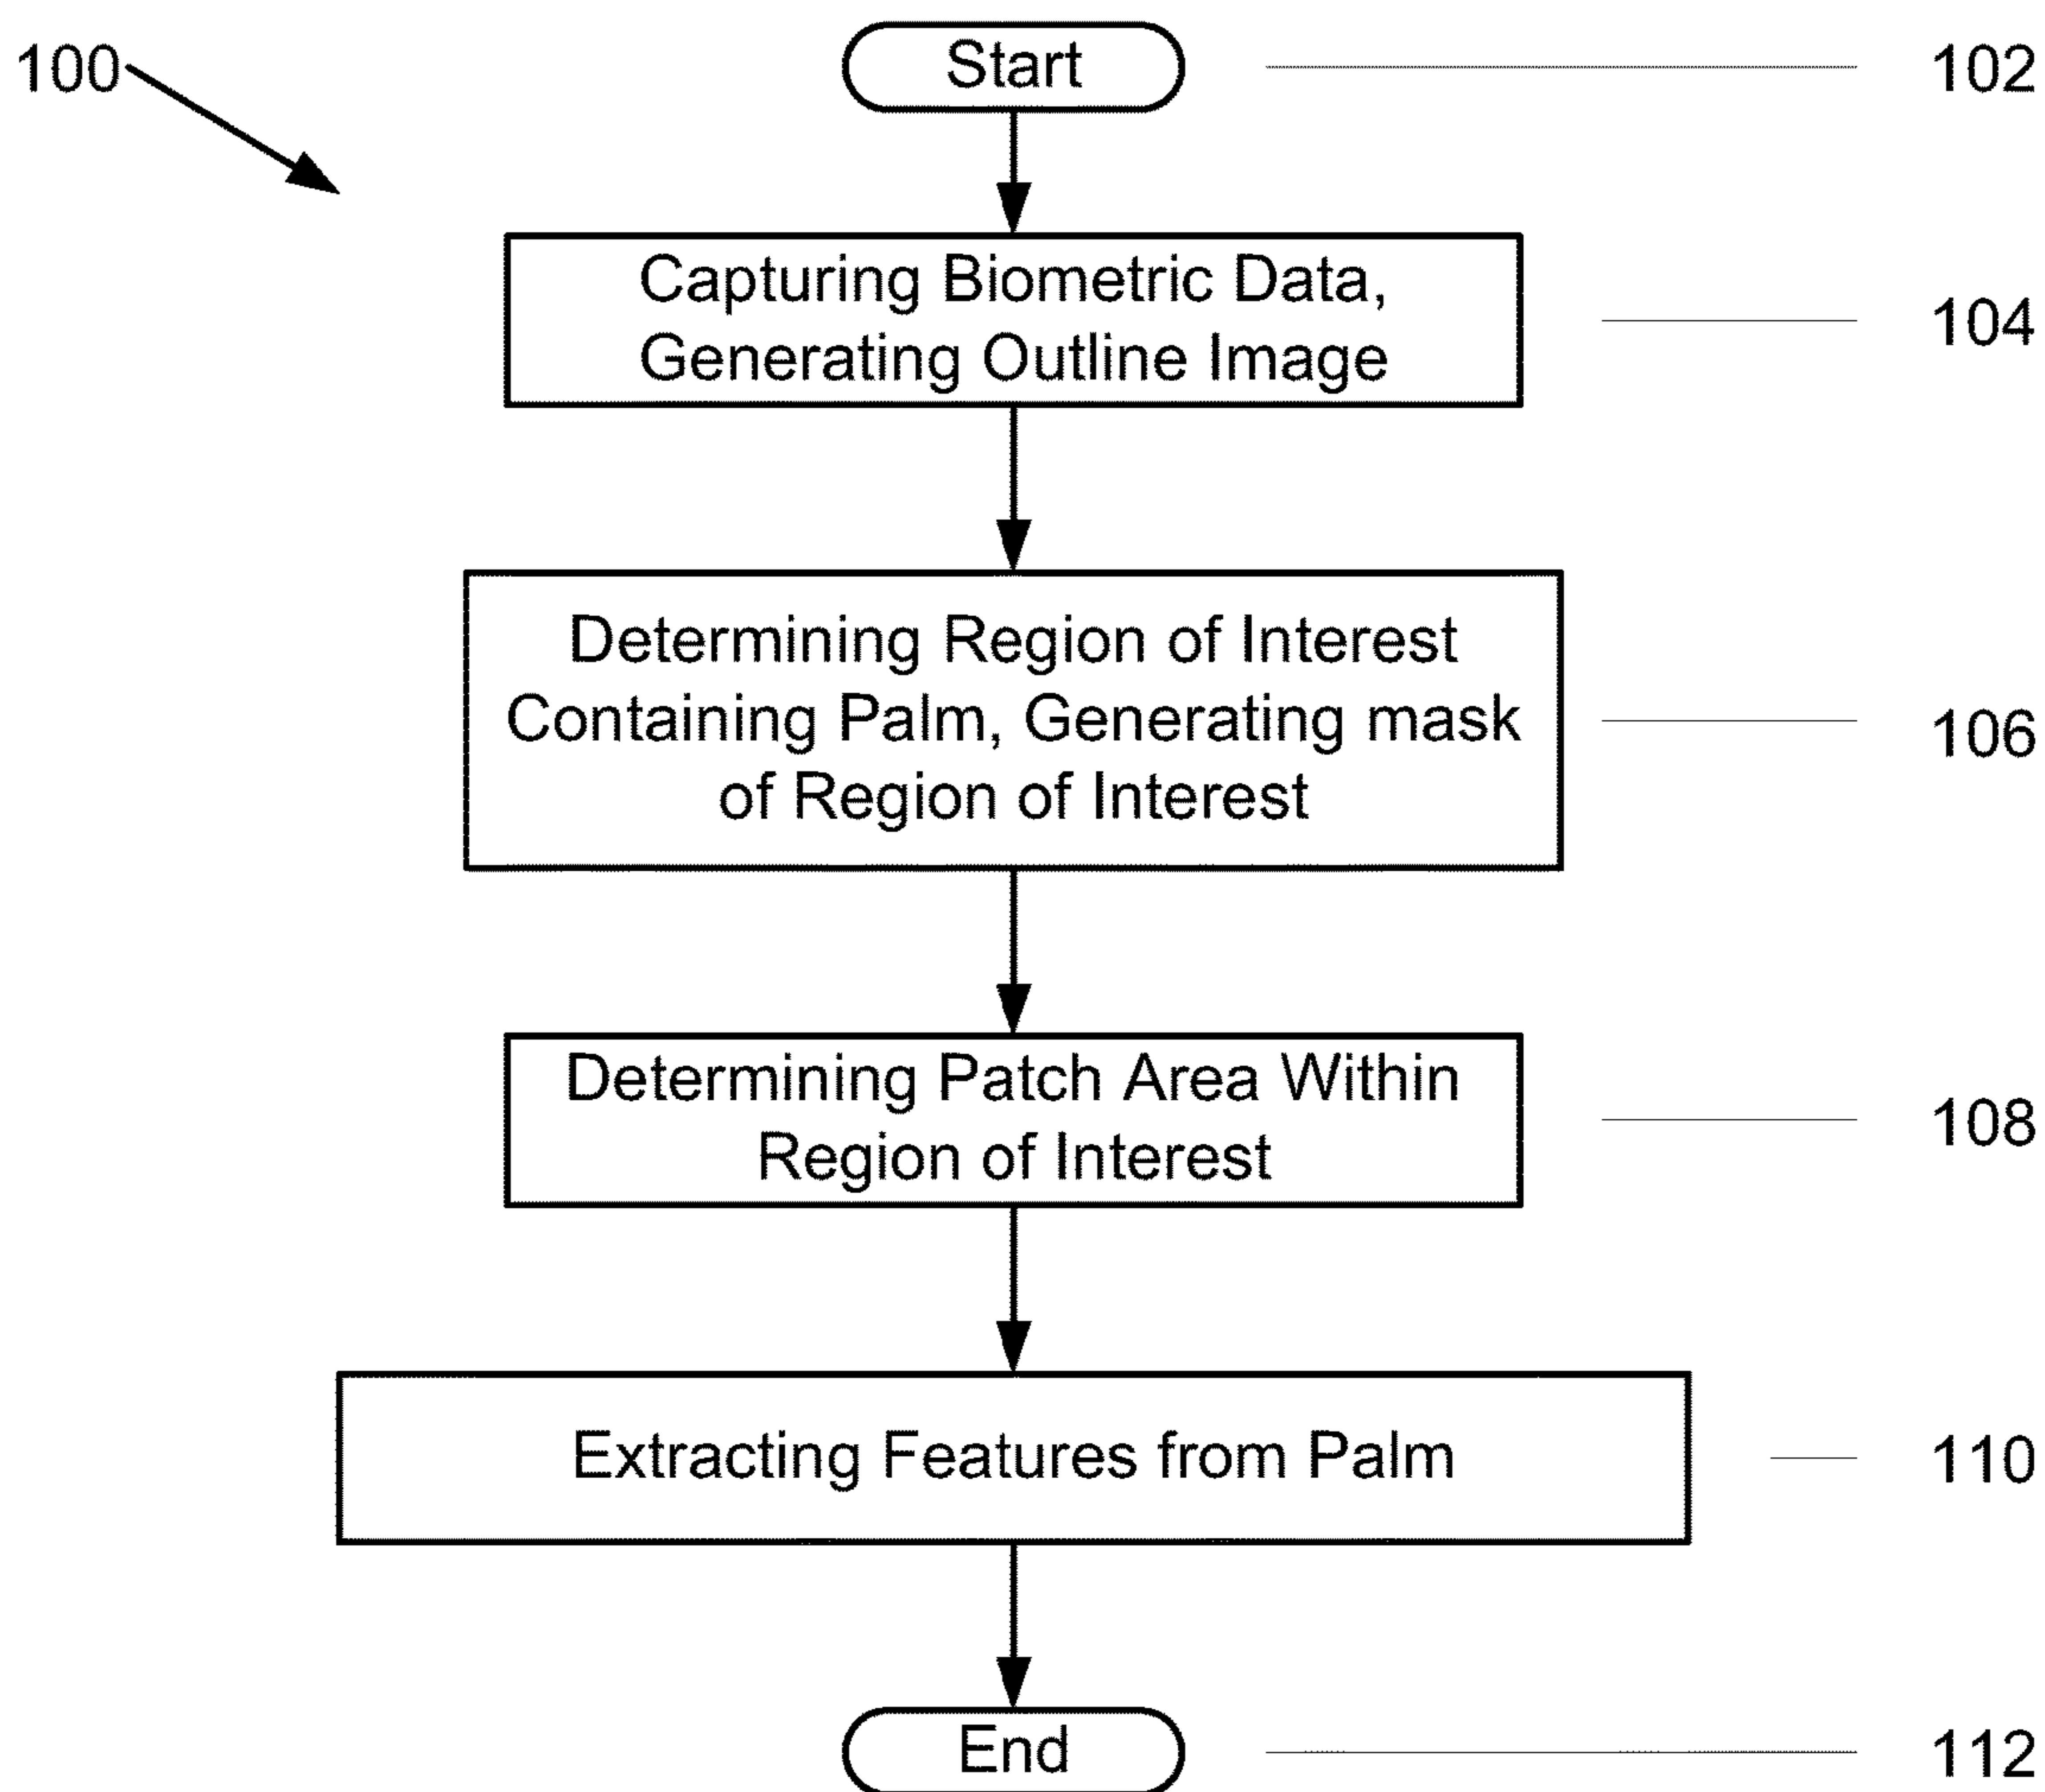 100
Start
102
Capturing Biometric Data,
Generating Outline Image
104
Determining Region of Interest
Containing Palm, Generating mask
of Region of Interest
106
Determining Patch Area Within
Region of Interest
108
Extracting Features from Palm
110
End
112